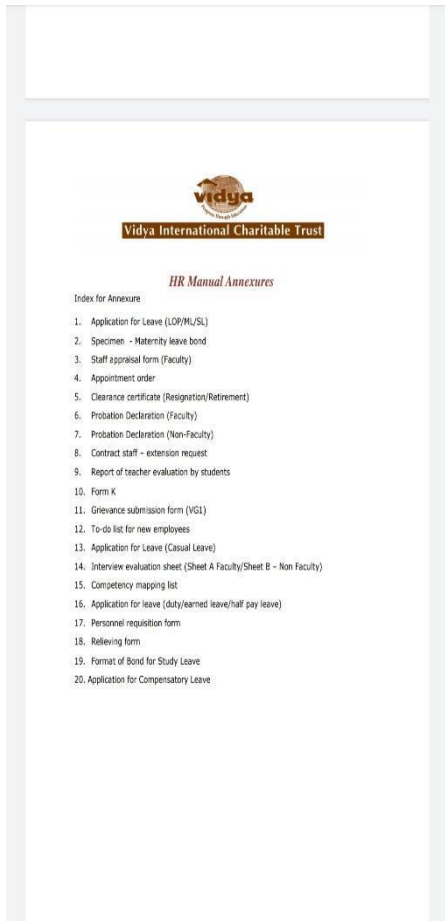 vidya
Progress through Education
Vidya International Charitable Trust
HR Manual Annexures
Index for Annexure
1. Application for Leave (LOP/ML/SL)
2. Specimen - Maternity leave bond
3. Staff appraisal form (Faculty)
4. Appointment order
5. Clearance certificate (Resignation/Retirement)
6. Probation Declaration (Faculty)
7. Probation Declaration (Non-Faculty)
8. Contract staff – extension request
9. Report of teacher evaluation by students
10. Form K
11. Grievance submission form (VG1)
12. To-do list for new employees
13. Application for Leave (Casual Leave)
14. Interview evaluation sheet (Sheet A Faculty/Sheet B – Non Faculty)
15. Competency mapping list
16. Application for leave (duty/earned leave/half pay leave)
17. Personnel requisition form
18. Relieving form
19. Format of Bond for Study Leave
20. Application for Compensatory Leave